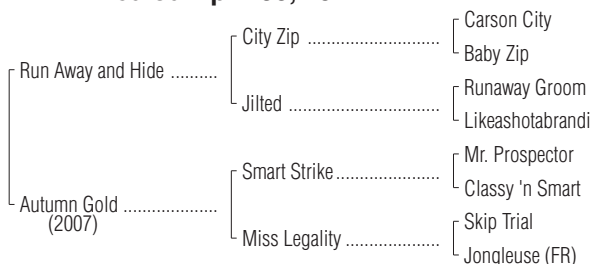 Carson City
City Zip
Baby Zip
Run Away and Hide
Runaway Groom
Jilted
Likeashotabrandi
Mr. Prospector
Smart Strike
Classy 'n Smart
Autumn Gold
(2007)
Skip Trial
Miss Legality
Jongleuse (FR)